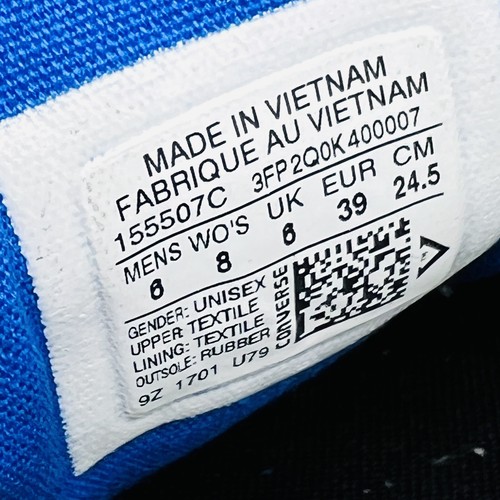 MADE IN VIETNAM
FABRIQUE AU VIETNAM
155507C 3FP2Q0K400007
MENS WO'S UK EUR CM
6 8 6 39 24.5
GENDER: UNISEX
UPPER: TEXTILE
LINING: TEXTILE
OUTSOLE: RUBBER
9Z 1701 U79
CONVERSE